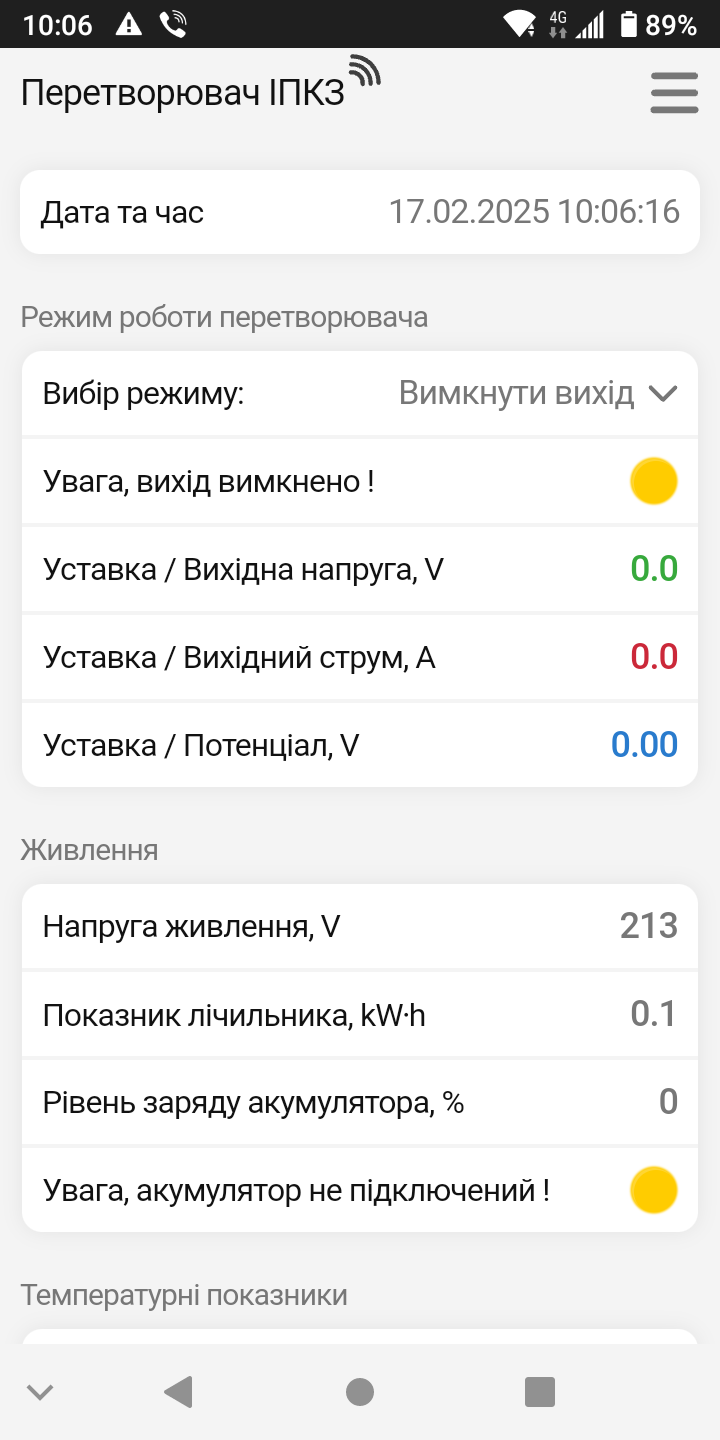 10:06
4G
89%
Перетворювач ІПКЗ
Дата та час 17.02.2025 10:06:16
Режим роботи перетворювача
Вибір режиму: Вимкнути вихід
Увага, вихід вимкнено !
Уставка / Вихідна напруга, V 0.0
Уставка / Вихідний струм, A 0.0
Уставка / Потенціал, V 0.00
Живлення
Напруга живлення, V 213
Показник лічильника, kW·h 0.1
Рівень заряду акумулятора, % 0
Увага, акумулятор не підключений !
Температурні показники